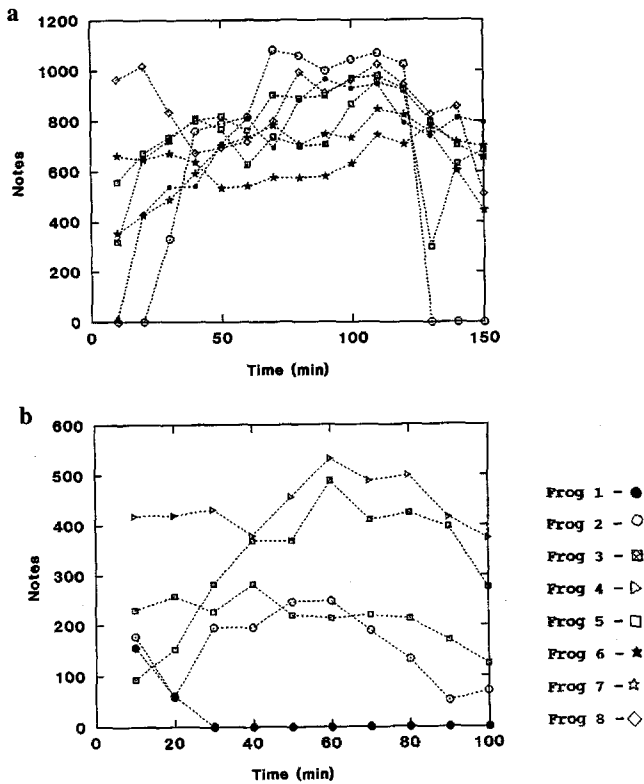 a
1200
1000
800
600
400
200
0
Notes
0 50 100 150
Time (min)
b
600
500
400
300
200
100
0
Notes
0 20 40 60 80 100
Time (min)
Frog 1 -
Frog 2 -
Frog 3 -
Frog 4 -
Frog 5 -
Frog 6 -
Frog 7 -
Frog 8 -